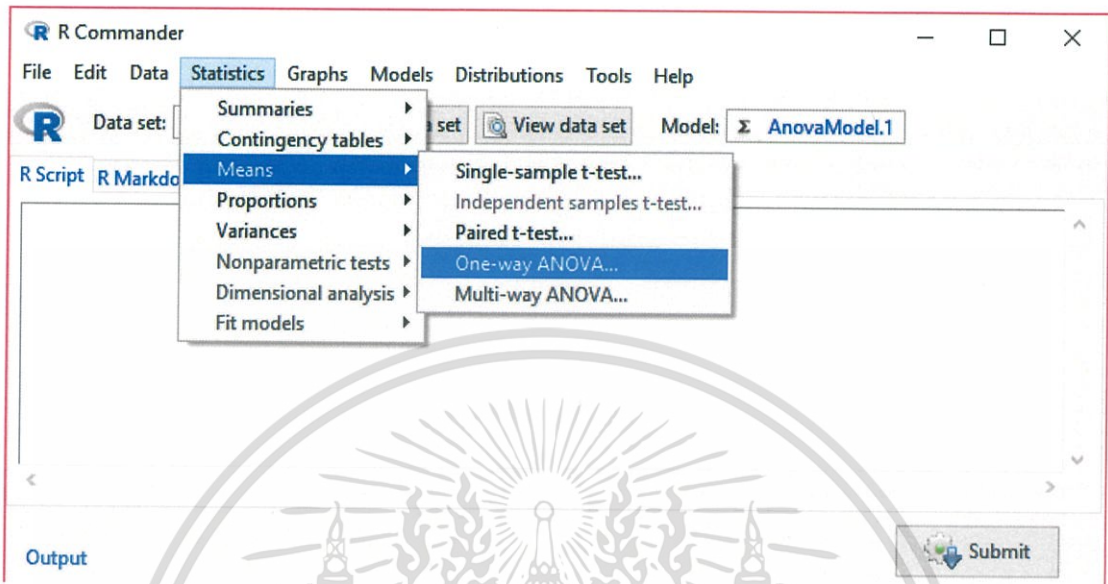 R R Commander
File Edit Data Statistics Graphs Models Distributions Tools Help
R Data set: a set View data set Model: Σ AnovaModel.1
R Script R Markdo
Summaries
Contingency tables
Means
Proportions
Variances
Nonparametric tests
Dimensional analysis
Fit models
Single-sample t-test...
Independent samples t-test...
Paired t-test...
One-way ANOVA...
Multi-way ANOVA...
Output
Submit